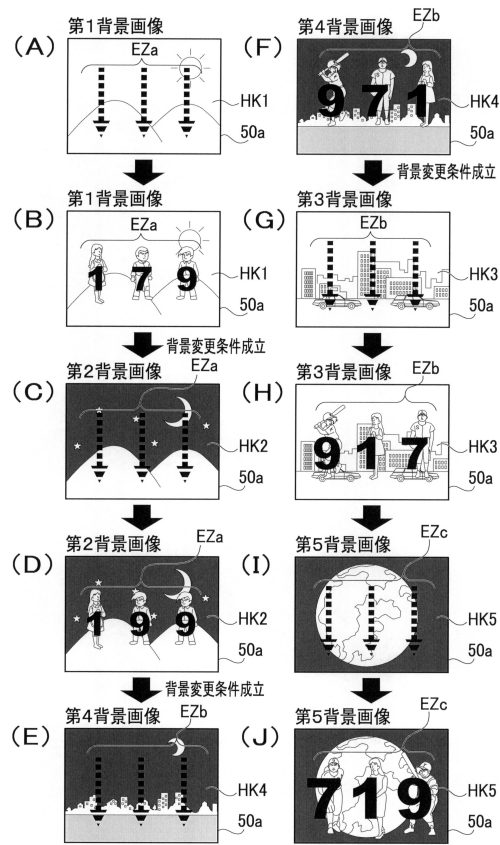 (A)
第1背景画像
EZa
HK1
50a
(B)
第1背景画像
EZa
1 7 9
HK1
50a
背景変更条件成立
(C)
第2背景画像
EZa
HK2
50a
(D)
第2背景画像
EZa
1 9 9
HK2
50a
背景変更条件成立
(E)
第4背景画像
EZb
HK4
50a
(F)
第4背景画像
EZb
9 7 1
HK4
50a
背景変更条件成立
(G)
第3背景画像
EZb
HK3
50a
(H)
第3背景画像
EZb
9 1 7
HK3
50a
(I)
第5背景画像
EZc
HK5
50a
(J)
第5背景画像
EZc
7 1 9
HK5
50a